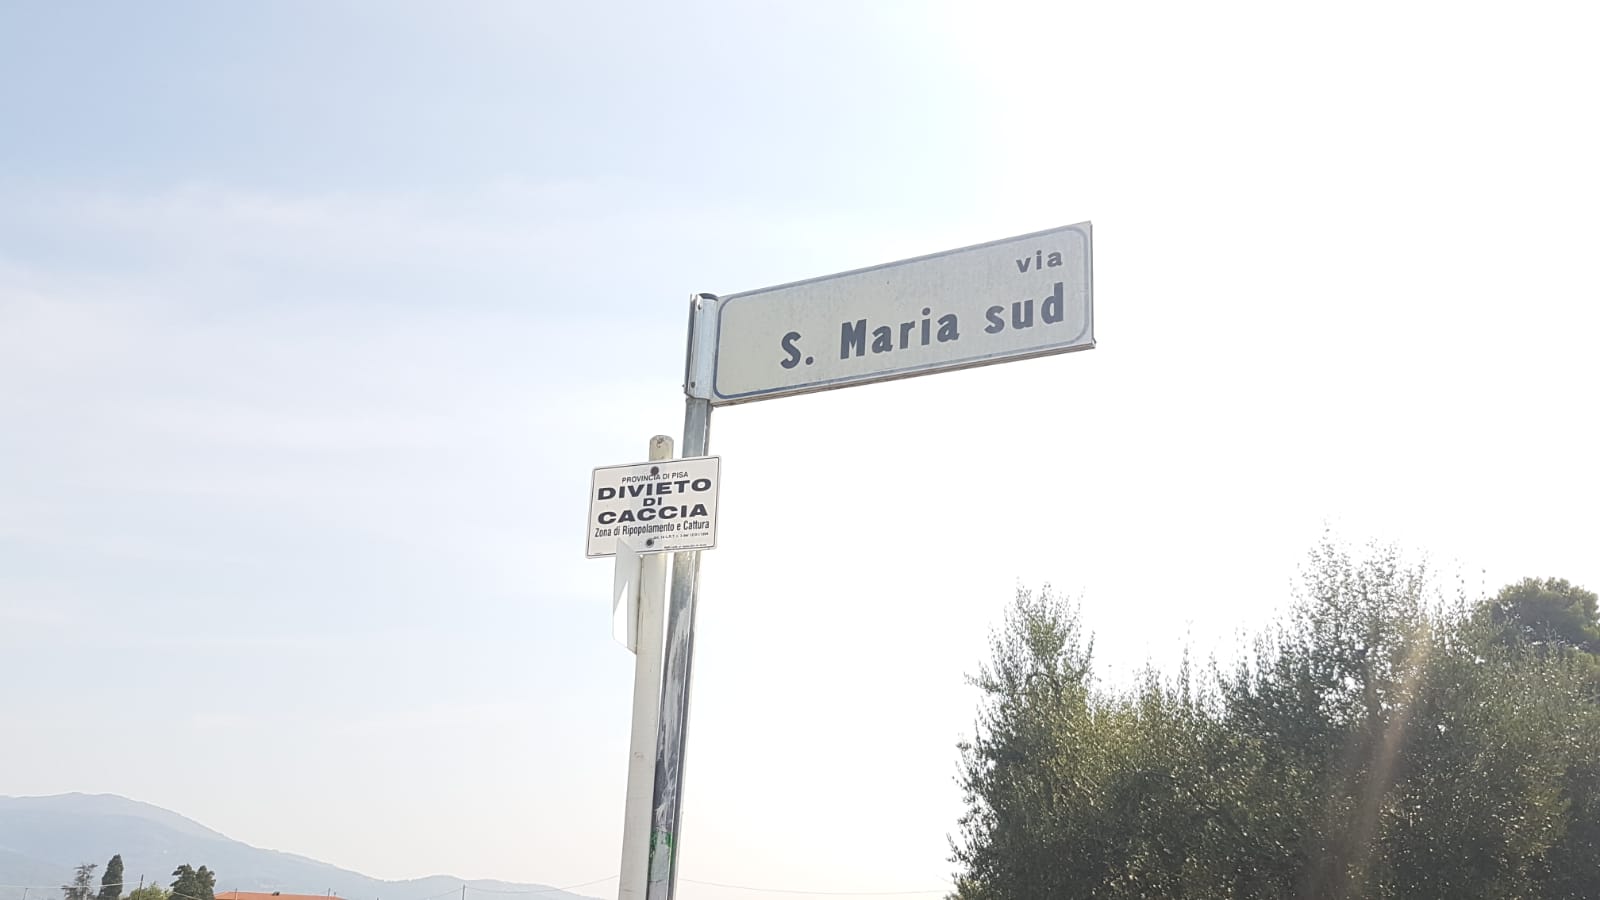 via
S. Maria sud
PROVINCIA DI PISA
DIVIETO
DI
CACCIA
Zona di Ripopolamento e Cattura